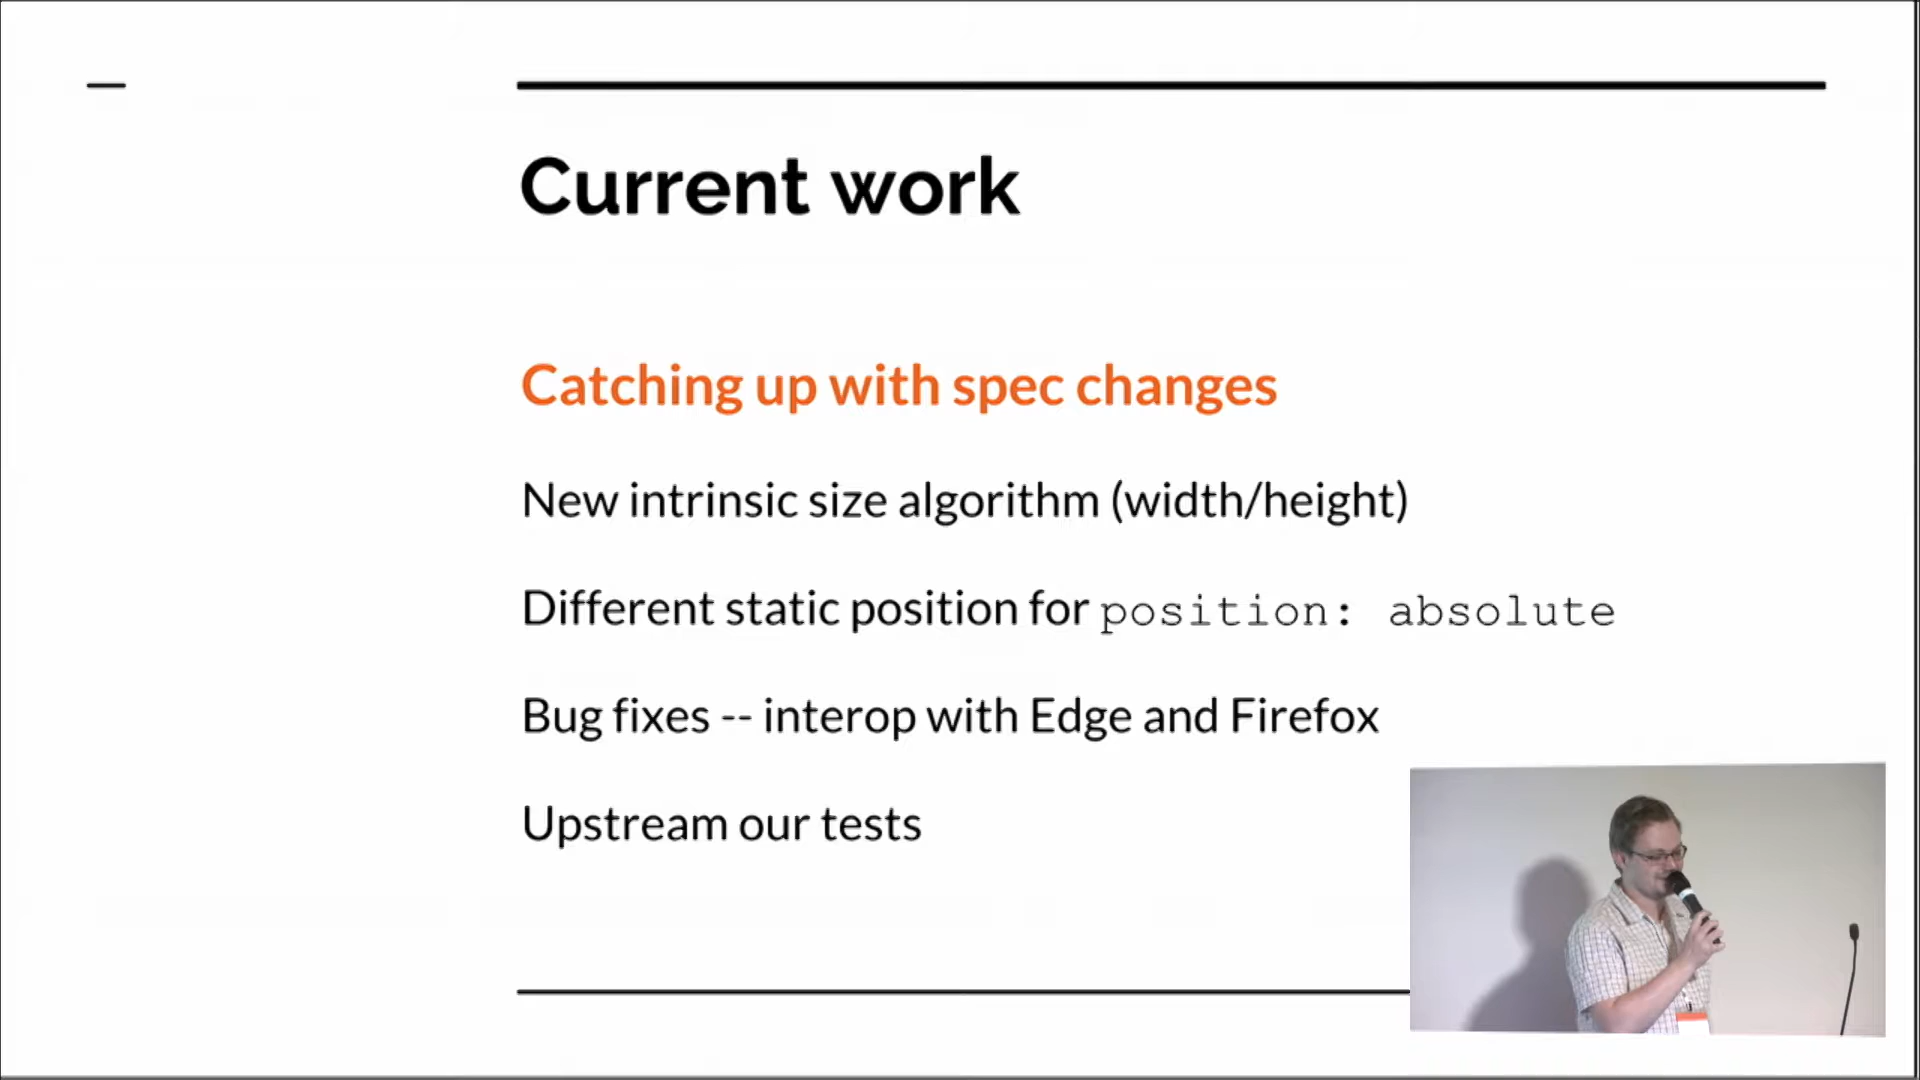 Current work
Catching up with spec changes
New intrinsic size algorithm (width/height)
Different static position for position: absolute
Bug fixes -- interop with Edge and Firefox
Upstream our tests